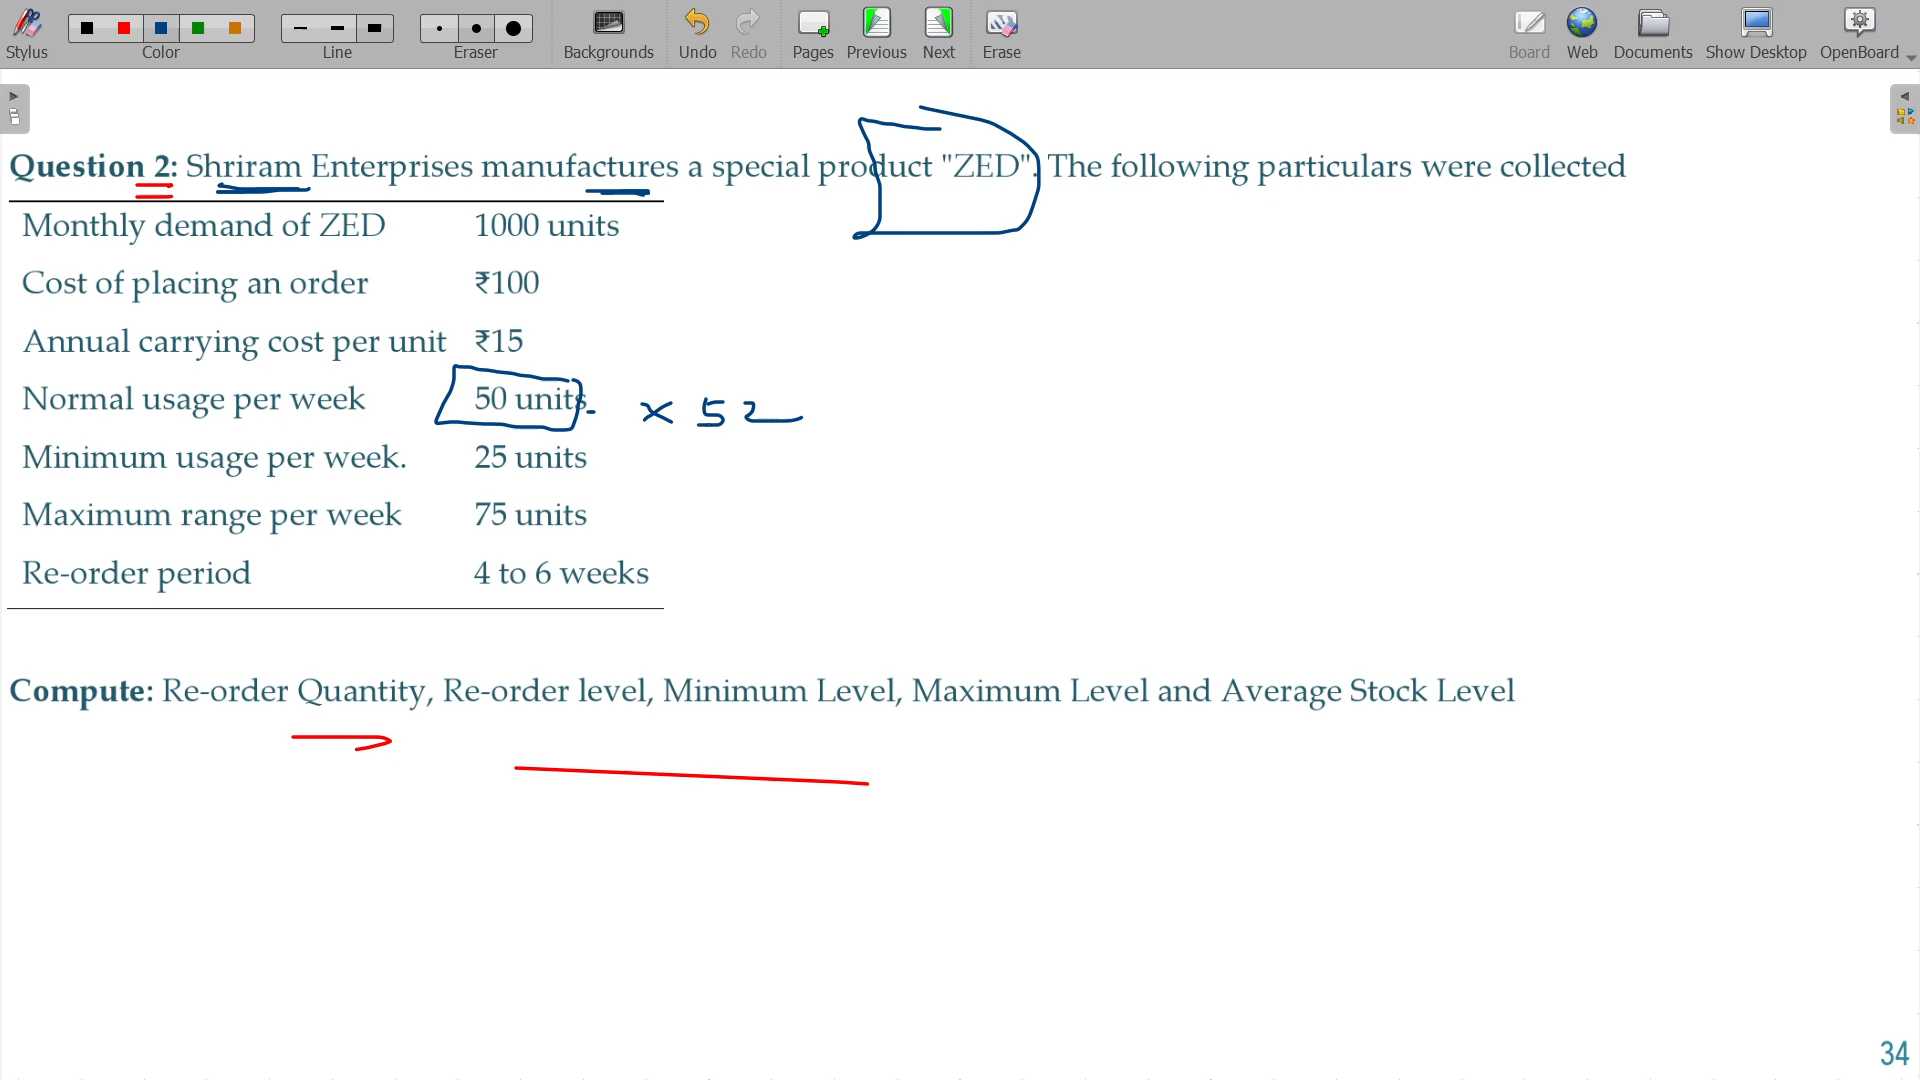 Stylus Color Line Eraser Backgrounds Undo Redo Pages Previous Next Erase Board Web Documents Show Desktop OpenBoard
Question 2: Shriram Enterprises manufactures a special product "ZED". The following particulars were collected
Monthly demand of ZED 1000 units
Cost of placing an order ₹100
Annual carrying cost per unit ₹15
Normal usage per week 50 units x 52
Minimum usage per week. 25 units
Maximum range per week 75 units
Re-order period 4 to 6 weeks
Compute: Re-order Quantity, Re-order level, Minimum Level, Maximum Level and Average Stock Level
34